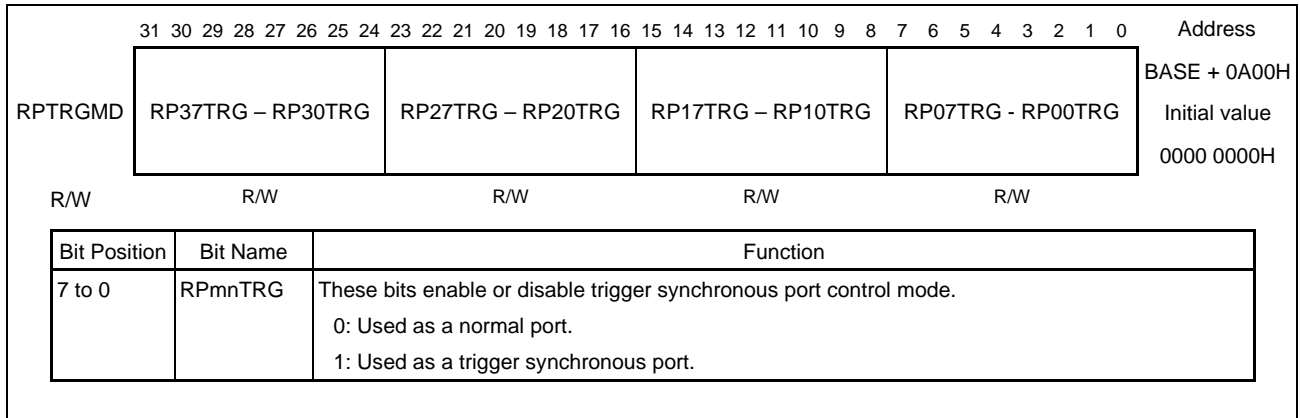 31 30 29 28 27 26 25 24 23 22 21 20 19 18 17 16 15 14 13 12 11 10 9 8 7 6 5 4 3 2 1 0 Address
BASE + 0A00H
RPTRGMD RP37TRG – RP30TRG RP27TRG – RP20TRG RP17TRG – RP10TRG RP07TRG - RP00TRG Initial value
0000 0000H
R/W R/W R/W R/W R/W
Bit Position Bit Name Function
7 to 0 RPmnTRG These bits enable or disable trigger synchronous port control mode.
0: Used as a normal port.
1: Used as a trigger synchronous port.